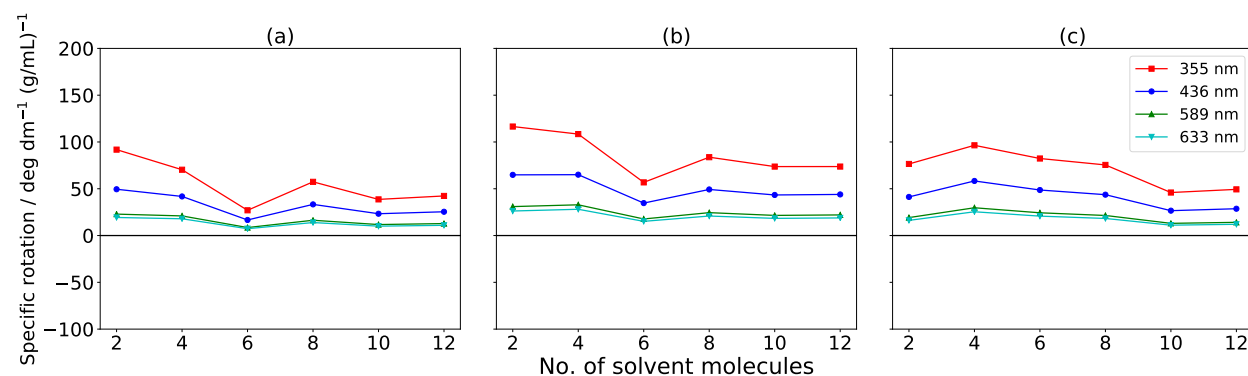 Specific rotation / deg dm⁻¹ (g/mL)⁻¹
(a)
(b)
(c)
200
150
100
50
0
−50
−100
355 nm
436 nm
589 nm
633 nm
2 4 6 8 10 12
2 4 6 8 10 12
2 4 6 8 10 12
No. of solvent molecules